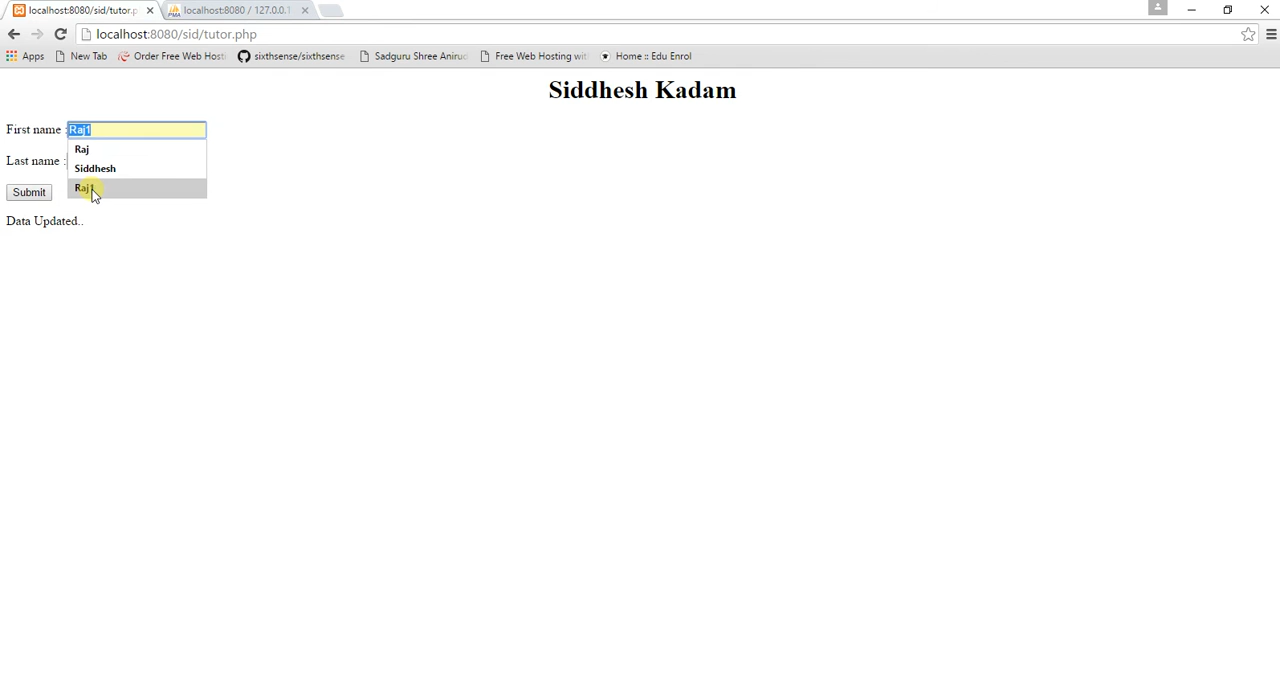 localhost:8080/sid/tutor.p
localhost:8080 / 127.0.0.1
localhost:8080/sid/tutor.php
Apps New Tab Order Free Web Host sixthsense/sixthsense Sadguru Shree Aniruc Free Web Hosting wit Home :: Edu Enrol
Siddhesh Kadam
First name : Raj1
Raj
Siddhesh
Raj1
Last name :
Submit
Data Updated..